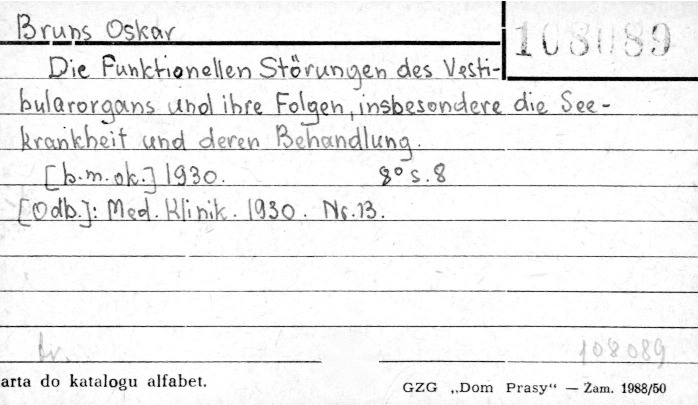 Bruns Oskar
108089
Die Funktionellen Störungen des Vesti-
bularorgans und ihre Folgen, insbesondere die See-
krankheit und deren Behandlung.
[b.m.ok.] 1930. 8° s. 8
[Odb.]: Med. Klinik. 1930. Nr. 13.
dr. 108089
arta do katalogu alfabet.
GZG „Dom Prasy“ — Zam. 1988/50